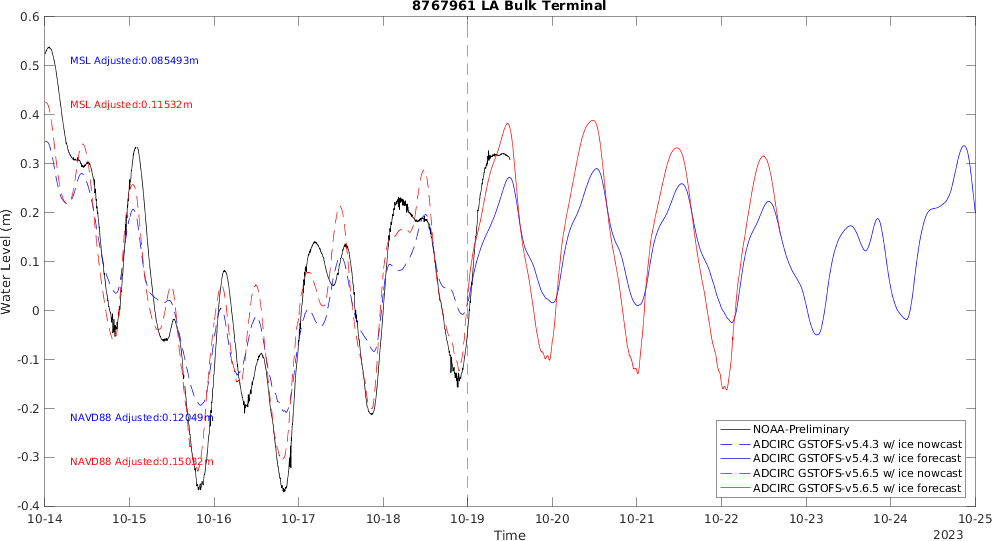 8767961 LA Bulk Terminal
0.6
0.5
0.4
0.3
0.2
0.1
0
-0.1
-0.2
-0.3
-0.4
Water Level (m)
MSL Adjusted:0.085493m
MSL Adjusted:0.11532m
NAVD88 Adjusted:0.12049m
NAVD88 Adjusted:0.15032m
NOAA-Preliminary
ADCIRC GSTOFS-v5.4.3 w/ ice nowcast
ADCIRC GSTOFS-v5.4.3 w/ ice forecast
ADCIRC GSTOFS-v5.6.5 w/ ice nowcast
ADCIRC GSTOFS-v5.6.5 w/ ice forecast
10-14 10-15 10-16 10-17 10-18 10-19 10-20 10-21 10-22 10-23 10-24 10-25
Time
2023